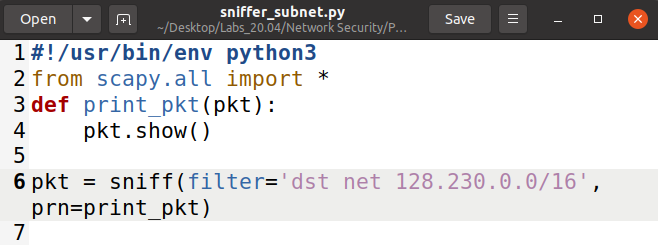 Open
sniffer_subnet.py
~/Desktop/Labs_20.04/Network Security/P...
Save
1 #!/usr/bin/env python3
2 from scapy.all import *
3 def print_pkt(pkt):
4     pkt.show()
5
6 pkt = sniff(filter='dst net 128.230.0.0/16',
prn=print_pkt)
7